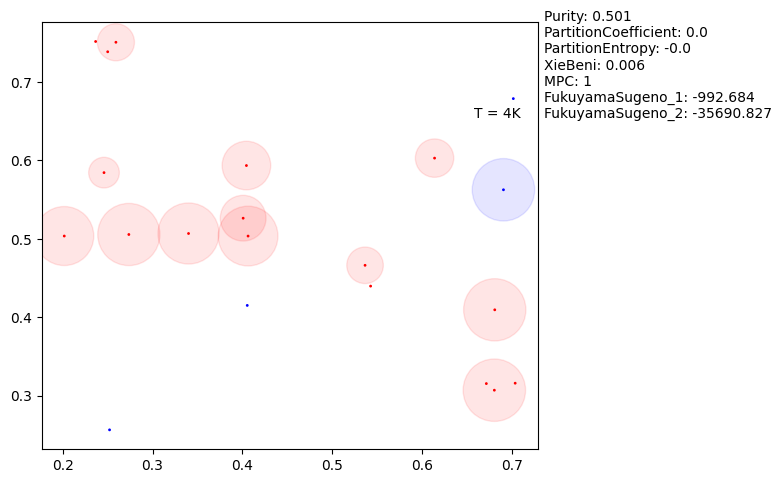 Purity: 0.501
PartitionCoefficient: 0.0
PartitionEntropy: -0.0
XieBeni: 0.006
MPC: 1
FukuyamaSugeno_1: -992.684
FukuyamaSugeno_2: -35690.827
T = 4K
0.7
0.6
0.5
0.4
0.3
0.2 0.3 0.4 0.5 0.6 0.7